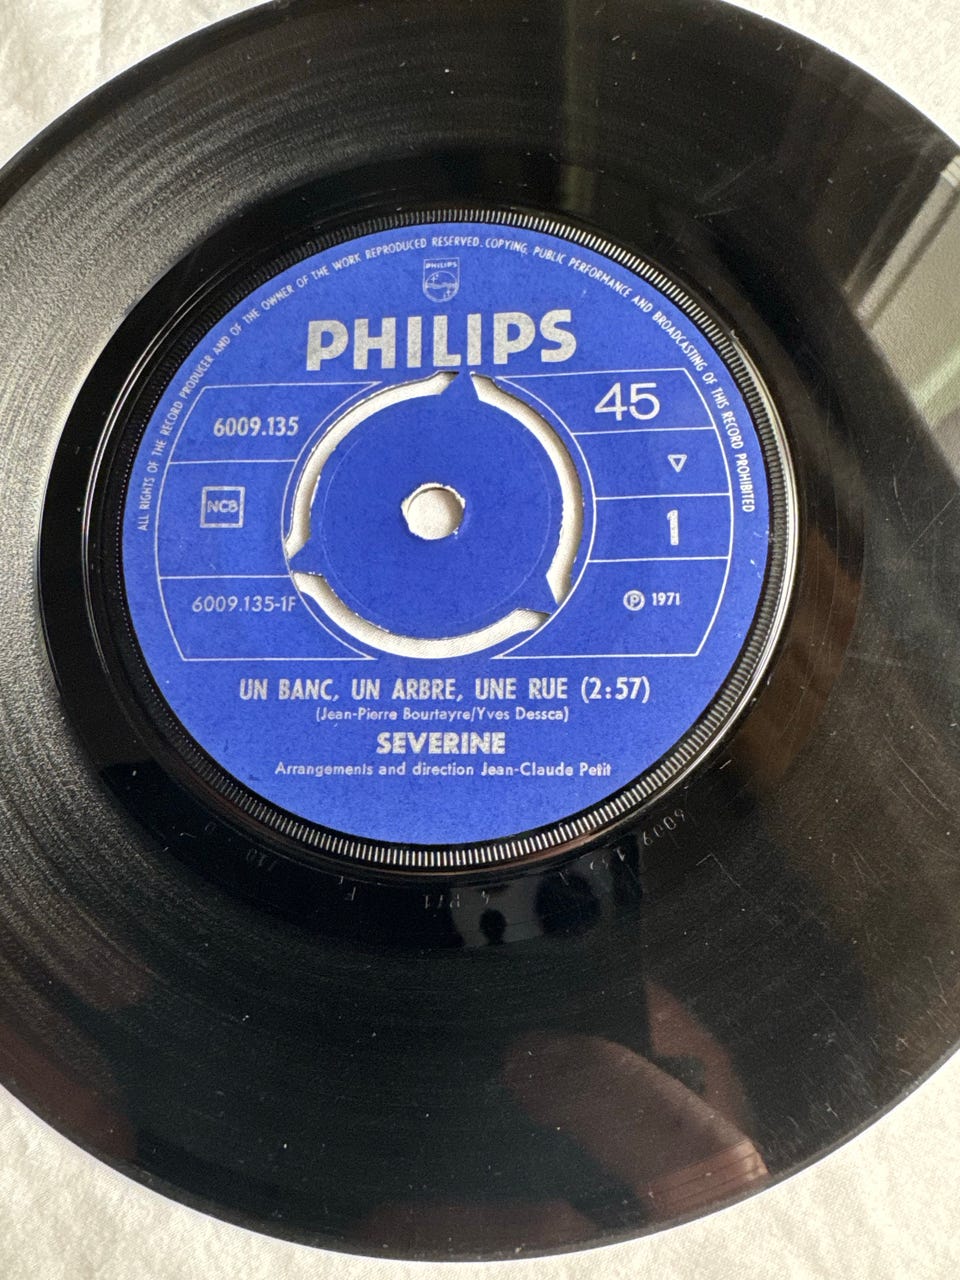 ALL RIGHTS OF THE RECORD PRODUCER AND OF THE OWNER OF THE WORK REPRODUCED RESERVED. COPYING, PUBLIC PERFORMANCE AND BROADCASTING OF THIS RECORD PROHIBITED
PHILIPS
PHILIPS
6009.135
45
NCB
1
6009.135-1F
℗ 1971
UN BANC, UN ARBRE, UNE RUE (2:57)
(Jean-Pierre Bourtayre/Yves Dessca)
SEVERINE
Arrangements and direction Jean-Claude Petit
6009